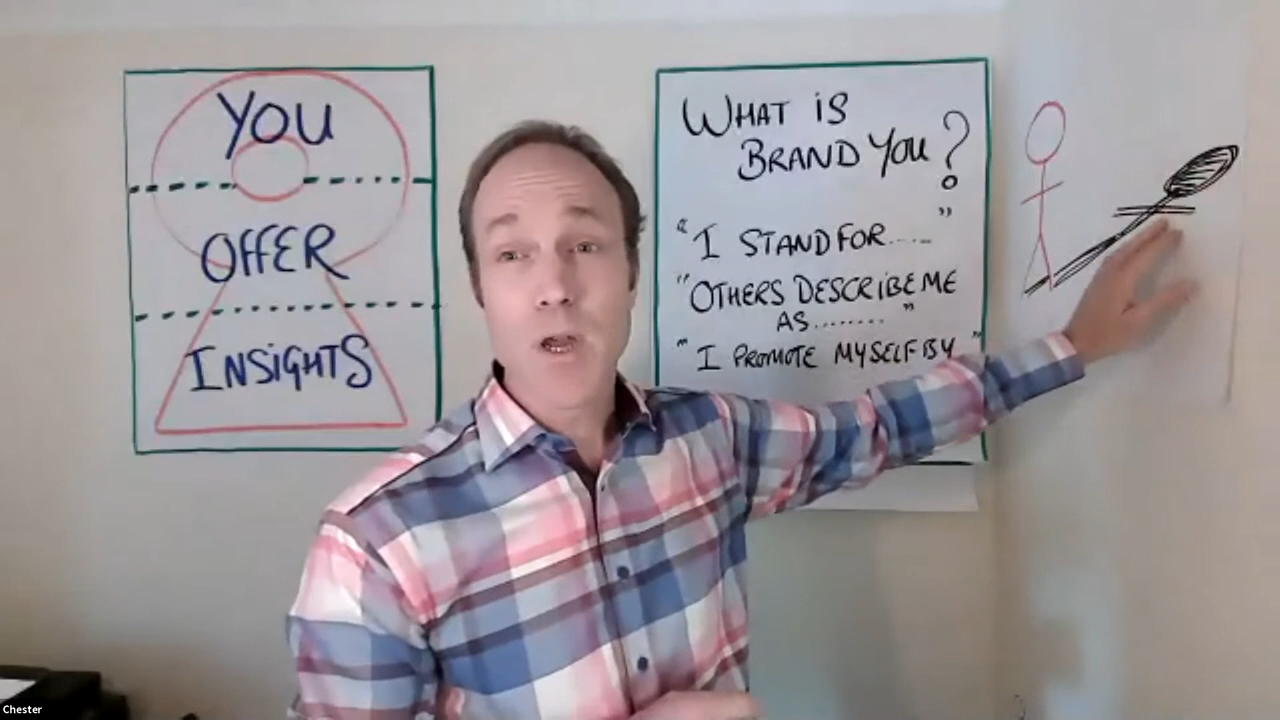 YOU
OFFER
INSIGHTS
WHAT IS
BRAND YOU?
"I STAND FOR....."
"OTHERS DESCRIBE ME
AS........"
"I PROMOTE MYSELF BY "
Chester